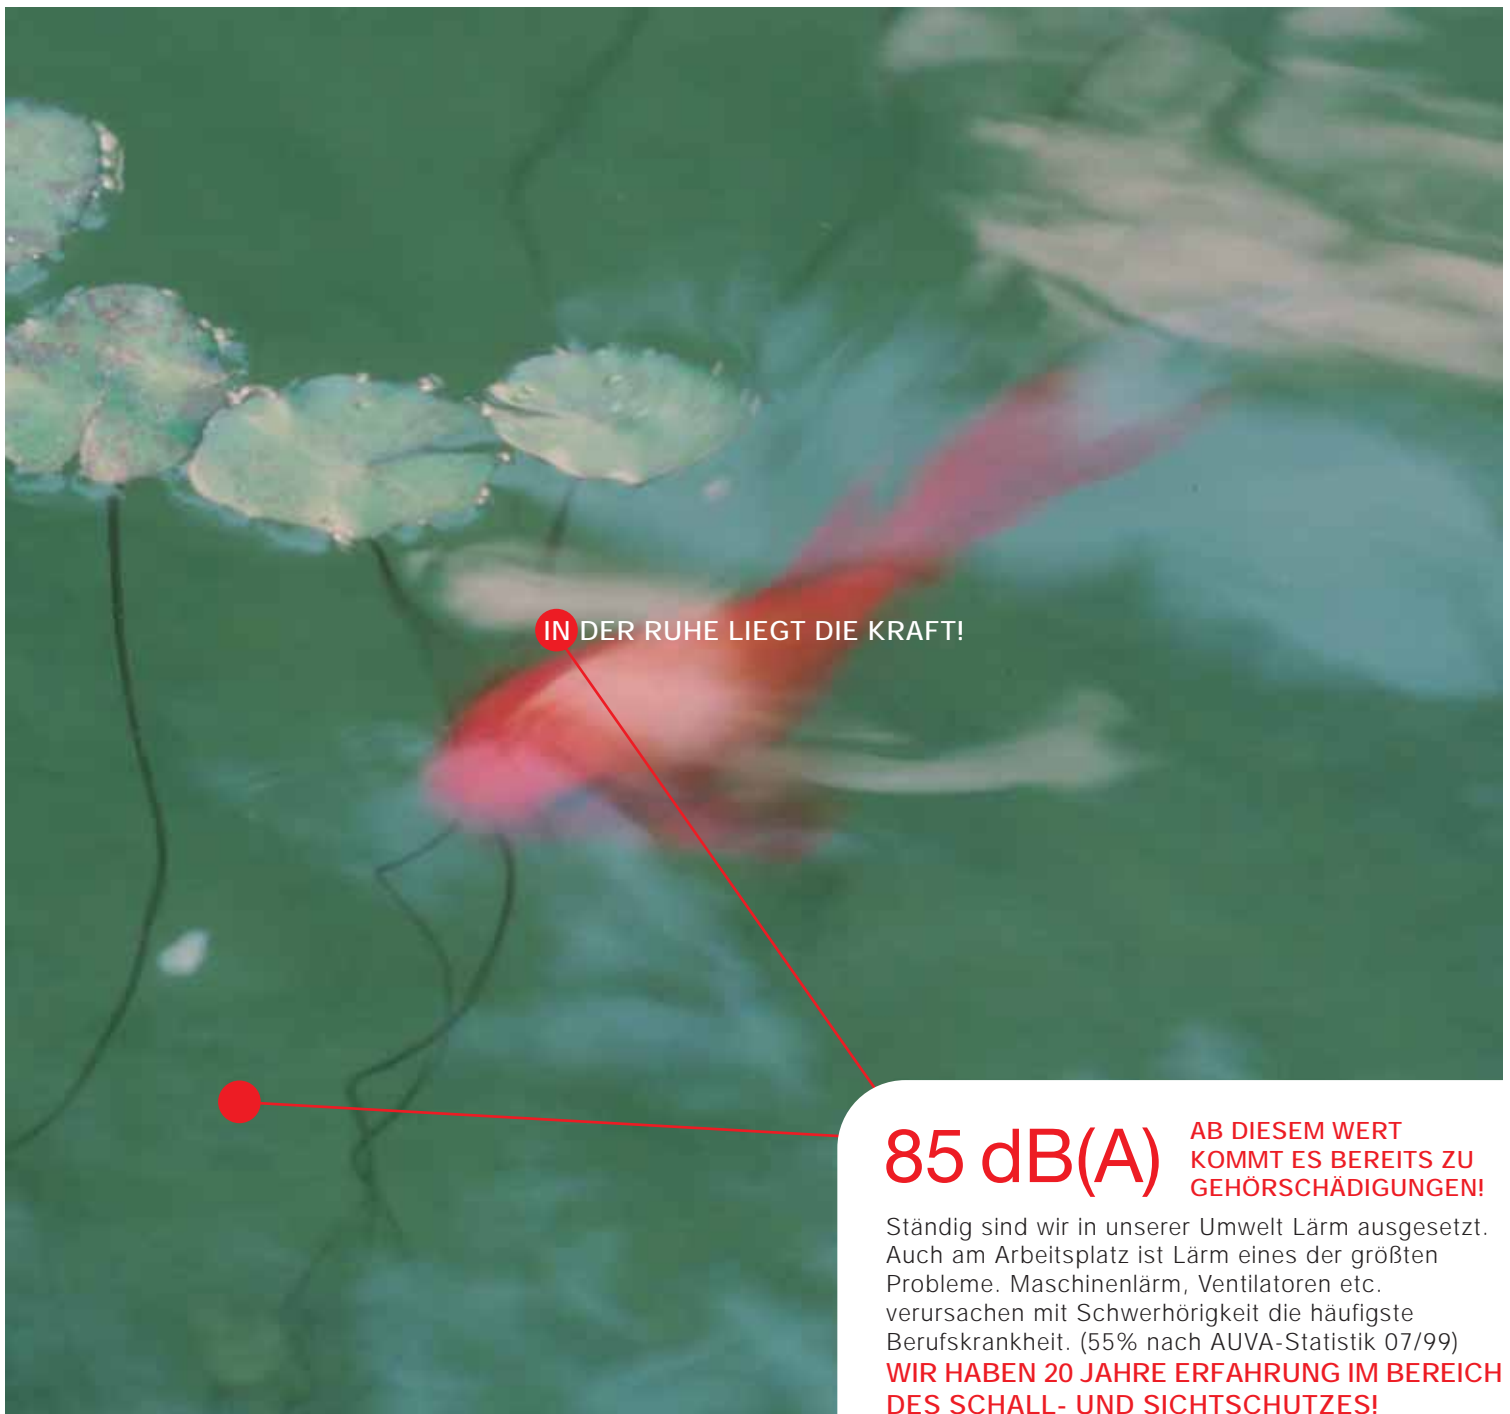 IN DER RUHE LIEGT DIE KRAFT!
85 dB(A)
AB DIESEM WERT
KOMMT ES BEREITS ZU
GEHÖRSCHÄDIGUNGEN!
Ständig sind wir in unserer Umwelt Lärm ausgesetzt.
Auch am Arbeitsplatz ist Lärm eines der größten
Probleme. Maschinenlärm, Ventilatoren etc.
verursachen mit Schwerhörigkeit die häufigste
Berufskrankheit. (55% nach AUVA-Statistik 07/99)
WIR HABEN 20 JAHRE ERFAHRUNG IM BEREICH
DES SCHALL- UND SICHTSCHUTZES!